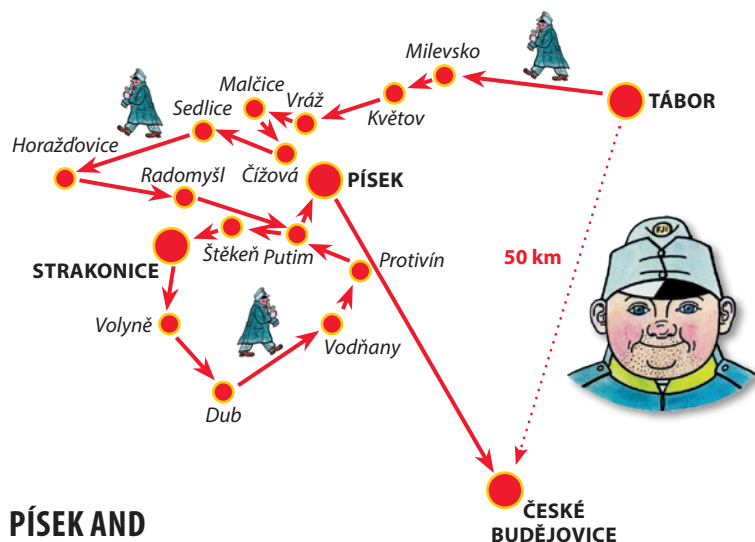 Milevsko
TÁBOR
Malčice
Vráž
Květov
Sedlice
Horažďovice
Čížová
Radomyšl
PÍSEK
Štěkeň
Putim
Protivín
50 km
STRAKONICE
Volyně
Vodňany
Dub
ČESKÉ
BUDĚJOVICE
PÍSEK AND
FJI